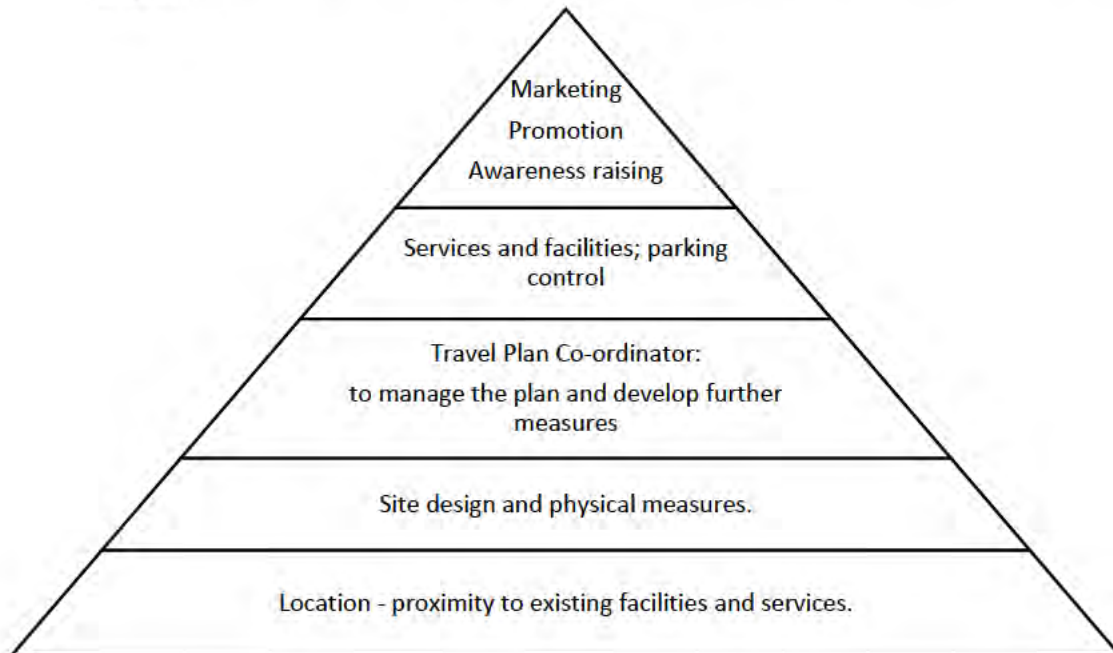 Marketing
Promotion
Awareness raising
Services and facilities; parking
control
Travel Plan Co-ordinator:
to manage the plan and develop further
measures
Site design and physical measures.
Location - proximity to existing facilities and services.